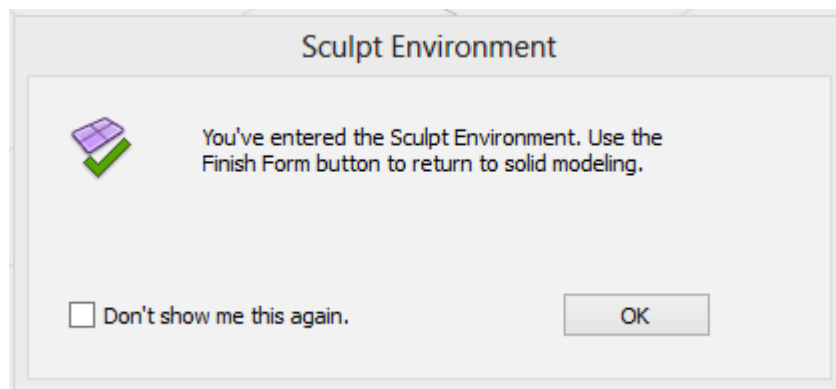 Sculpt Environment
You've entered the Sculpt Environment. Use the
Finish Form button to return to solid modeling.
Don't show me this again.
OK